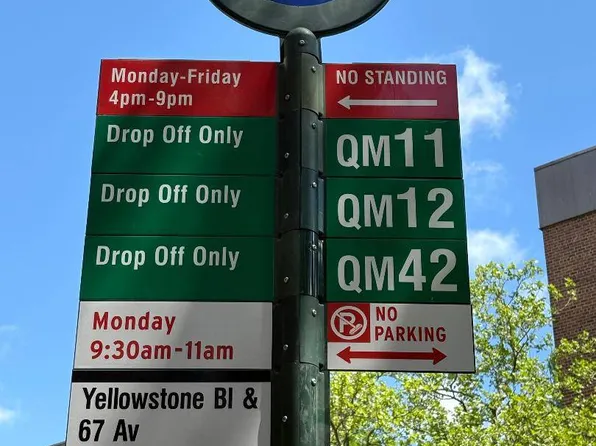 Monday-Friday
4pm-9pm
NO STANDING
Drop Off Only
QM11
Drop Off Only
QM12
Drop Off Only
QM42
Monday
9:30am-11am
NO
PARKING
Yellowstone Bl &
67 Av